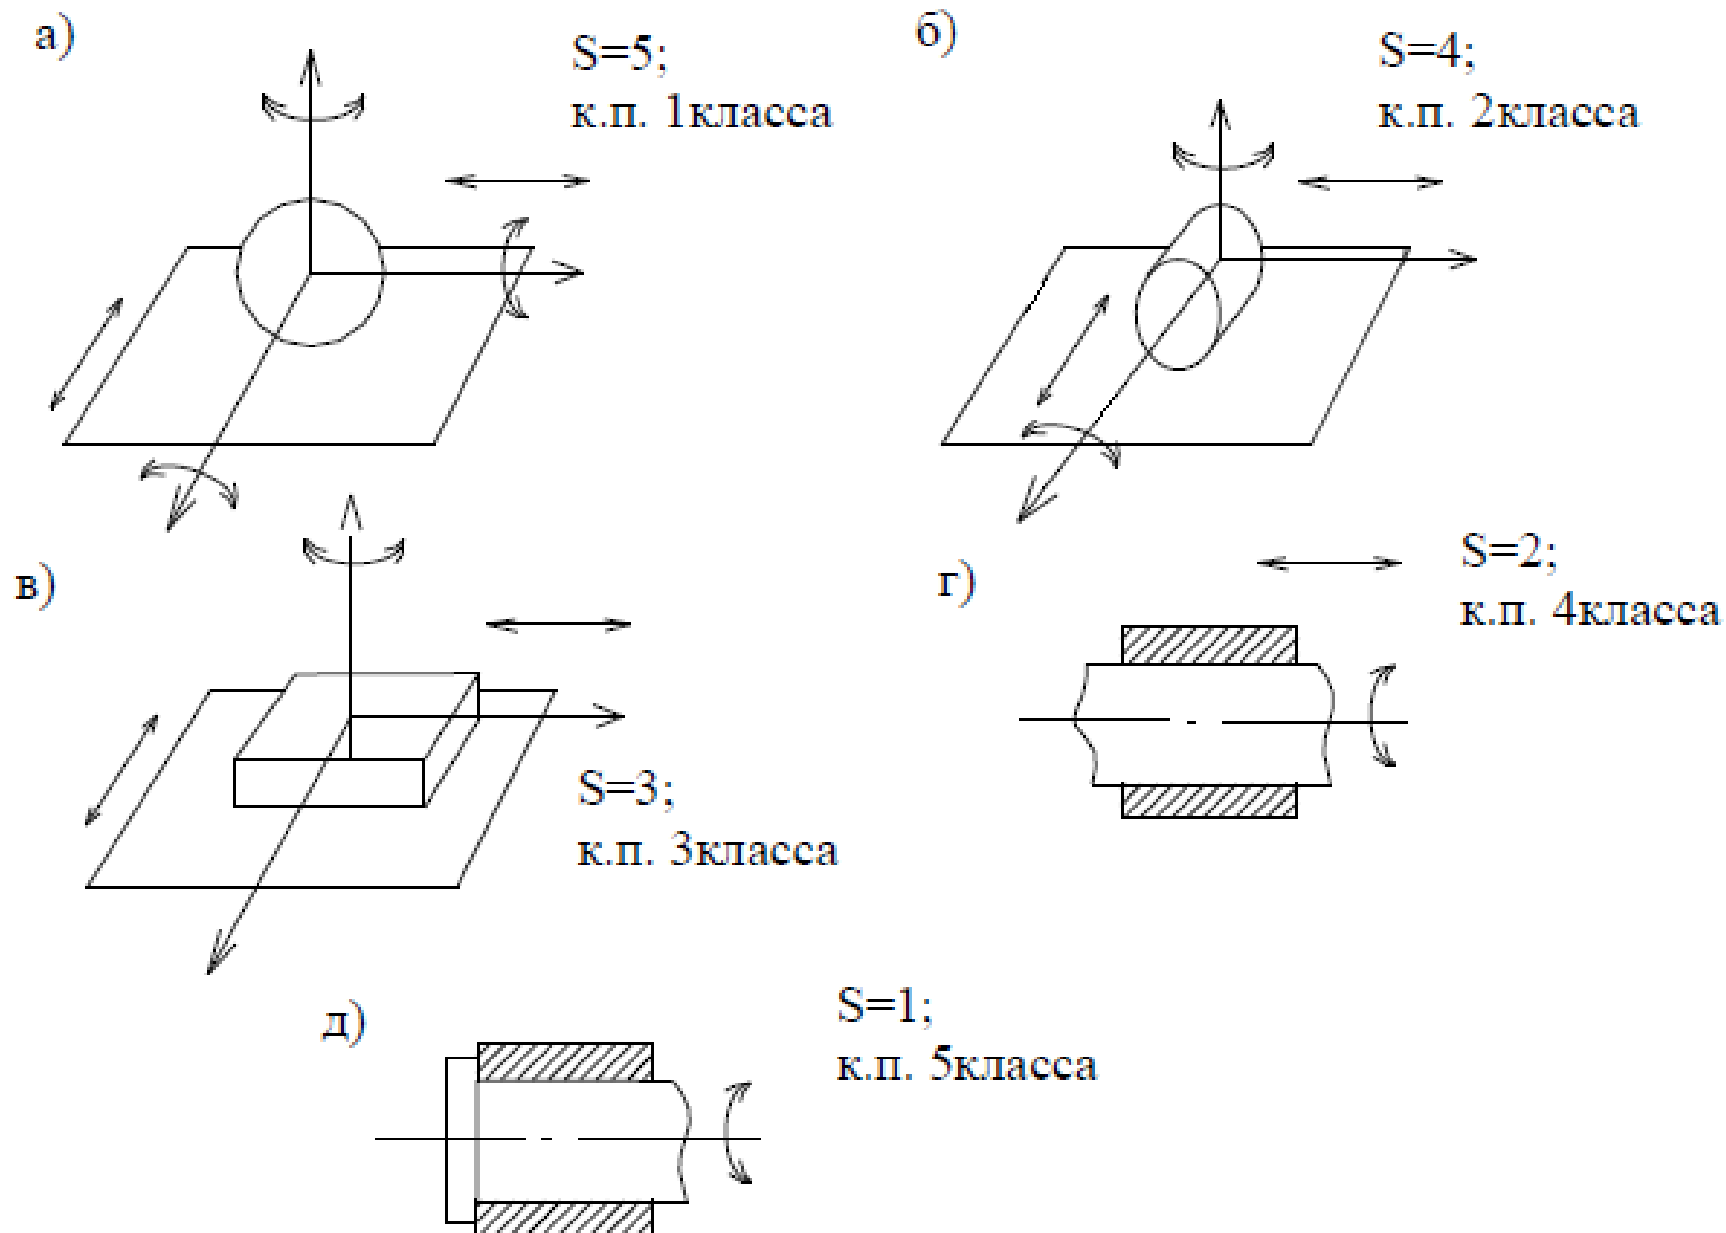 а)
S=5;
к.п. 1класса
б)
S=4;
к.п. 2класса
в)
S=3;
к.п. 3класса
г)
S=2;
к.п. 4класса
д)
S=1;
к.п. 5класса